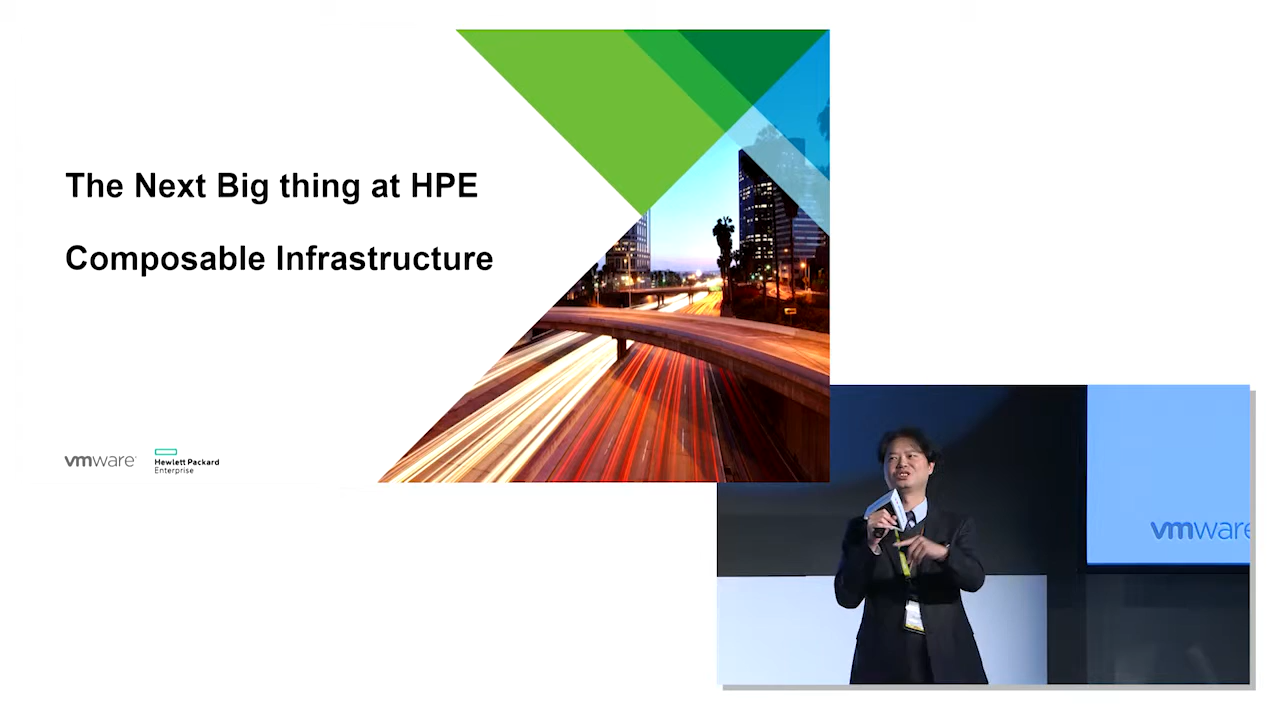 The Next Big thing at HPE
Composable Infrastructure
vmware
Hewlett Packard
Enterprise
vmware